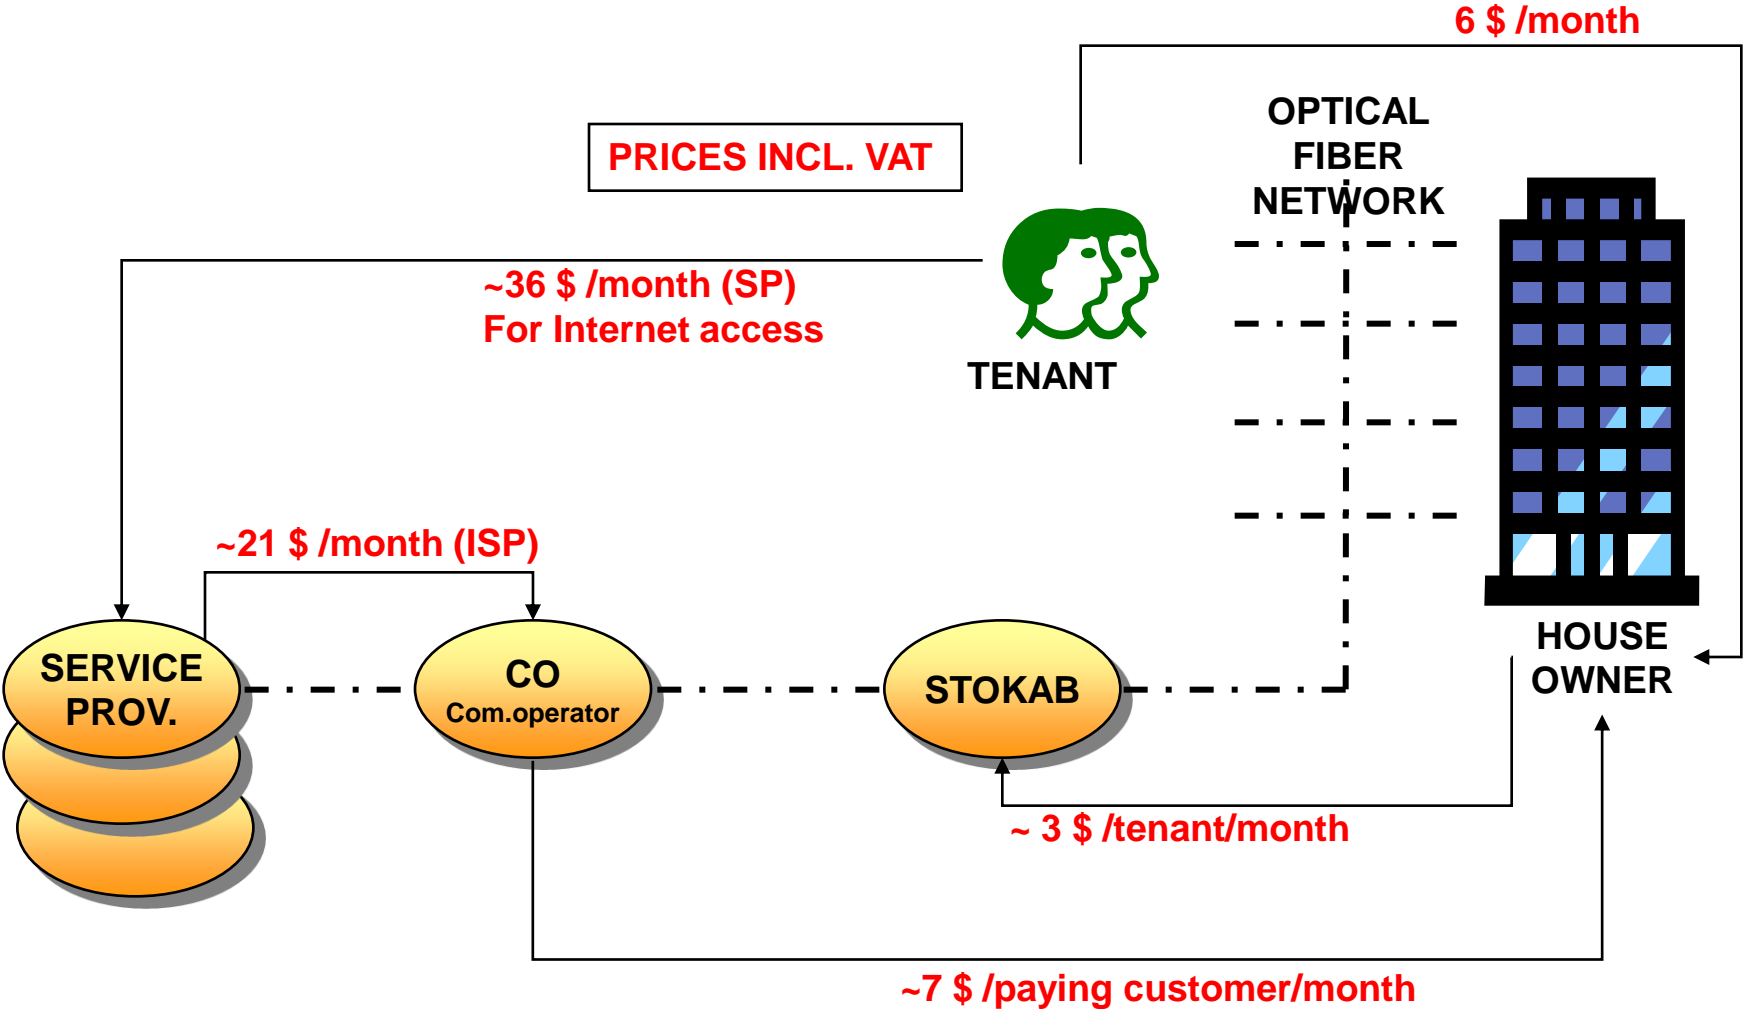 6 $ /month
OPTICAL
FIBER
NETWORK
PRICES INCL. VAT
~36 $ /month (SP)
For Internet access
TENANT
~21 $ /month (ISP)
SERVICE
PROV.
CO
Com.operator
STOKAB
HOUSE
OWNER
~ 3 $ /tenant/month
~7 $ /paying customer/month